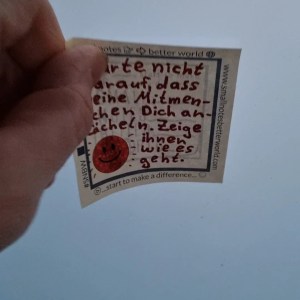 better world
arte nicht
arauf, dass
eine Mitmen-
chen Dich an-
ächeln. Zeige
ihnen
wie es
geht.
...start to make a difference...